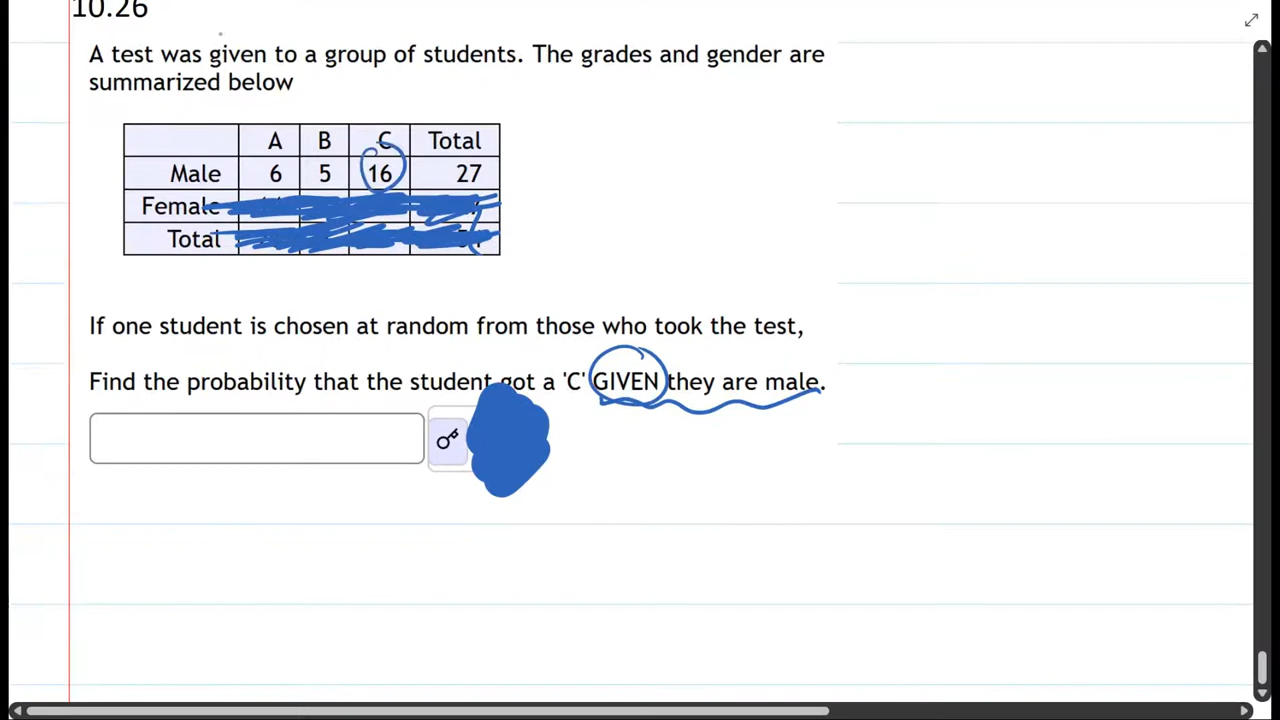 10.26
A test was given to a group of students. The grades and gender are
summarized below
A B C Total
Male 6 5 16 27
Female
Total
If one student is chosen at random from those who took the test,
Find the probability that the student got a 'C' GIVEN they are male.